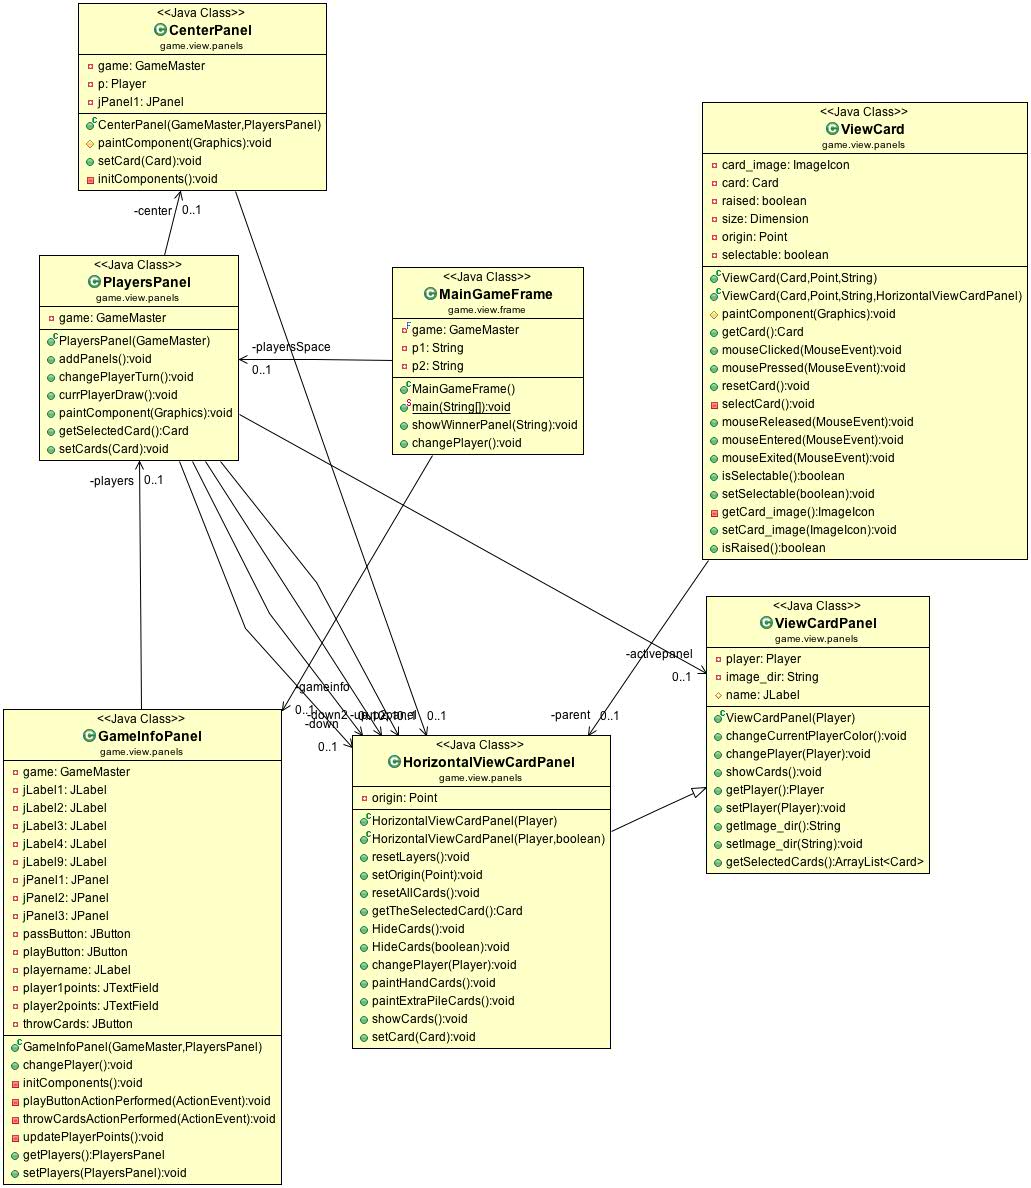 <<Java Class>>
CenterPanel
game.view.panels
game: GameMaster
p: Player
jPanel1: JPanel
CenterPanel(GameMaster,PlayersPanel)
paintComponent(Graphics):void
setCard(Card):void
initComponents():void
-center 0..1
<<Java Class>>
PlayersPanel
game.view.panels
game: GameMaster
PlayersPanel(GameMaster)
addPanels():void
changePlayerTurn():void
currPlayerDraw():void
paintComponent(Graphics):void
getSelectedCard():Card
setCards(Card):void
-playersSpace
0..1
<<Java Class>>
MainGameFrame
game.view.frame
game: GameMaster
p1: String
p2: String
MainGameFrame()
main(String[]):void
showWinnerPanel(String):void
changePlayer():void
<<Java Class>>
ViewCard
game.view.panels
card_image: ImageIcon
card: Card
raised: boolean
size: Dimension
origin: Point
selectable: boolean
ViewCard(Card,Point,String)
ViewCard(Card,Point,String,HorizontalViewCardPanel)
paintComponent(Graphics):void
getCard():Card
mouseClicked(MouseEvent):void
mousePressed(MouseEvent):void
resetCard():void
selectCard():void
mouseReleased(MouseEvent):void
mouseEntered(MouseEvent):void
mouseExited(MouseEvent):void
isSelectable():boolean
setSelectable(boolean):void
getCard_image():ImageIcon
setCard_image(ImageIcon):void
isRaised():boolean
-players 0..1
-activepanel
0..1
-gameinfo
0..1
-down2
-down
0..1
0..1
-parent 0..1
<<Java Class>>
ViewCardPanel
game.view.panels
player: Player
image_dir: String
name: JLabel
ViewCardPanel(Player)
changeCurrentPlayerColor():void
changePlayer(Player):void
showCards():void
getPlayer():Player
setPlayer(Player):void
getImage_dir():String
setImage_dir(String):void
getSelectedCards():ArrayList<Card>
<<Java Class>>
GameInfoPanel
game.view.panels
game: GameMaster
jLabel1: JLabel
jLabel2: JLabel
jLabel3: JLabel
jLabel4: JLabel
jLabel9: JLabel
jPanel1: JPanel
jPanel2: JPanel
jPanel3: JPanel
passButton: JButton
playButton: JButton
playername: JLabel
player1points: JTextField
player2points: JTextField
throwCards: JButton
GameInfoPanel(GameMaster,PlayersPanel)
changePlayer():void
initComponents():void
playButtonActionPerformed(ActionEvent):void
throwCardsActionPerformed(ActionEvent):void
updatePlayerPoints():void
getPlayers():PlayersPanel
setPlayers(PlayersPanel):void
<<Java Class>>
HorizontalViewCardPanel
game.view.panels
origin: Point
HorizontalViewCardPanel(Player)
HorizontalViewCardPanel(Player,boolean)
resetLayers():void
setOrigin(Point):void
resetAllCards():void
getTheSelectedCard():Card
HideCards():void
HideCards(boolean):void
changePlayer(Player):void
paintHandCards():void
paintExtraPileCards():void
showCards():void
setCard(Card):void